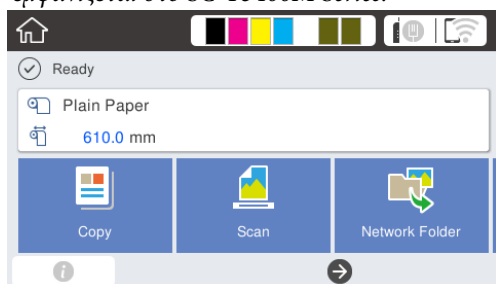 Ready
Plain Paper
610.0 mm
Copy
Scan
Network Folder